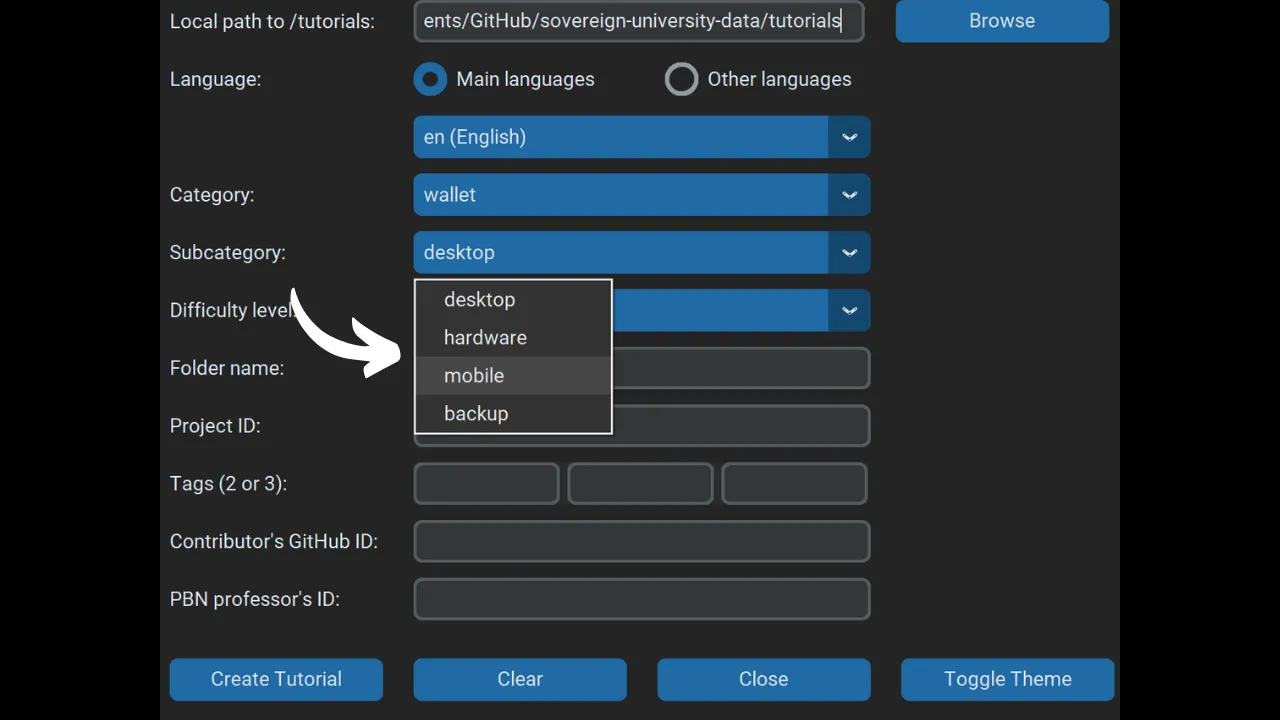 Local path to /tutorials: ents/GitHub/sovereign-university-data/tutorials Browse
Language: Main languages Other languages
en (English)
Category: wallet
Subcategory: desktop
desktop
Difficulty level:
hardware
Folder name:
mobile
backup
Project ID:
Tags (2 or 3):
Contributor's GitHub ID:
PBN professor's ID:
Create Tutorial Clear Close Toggle Theme